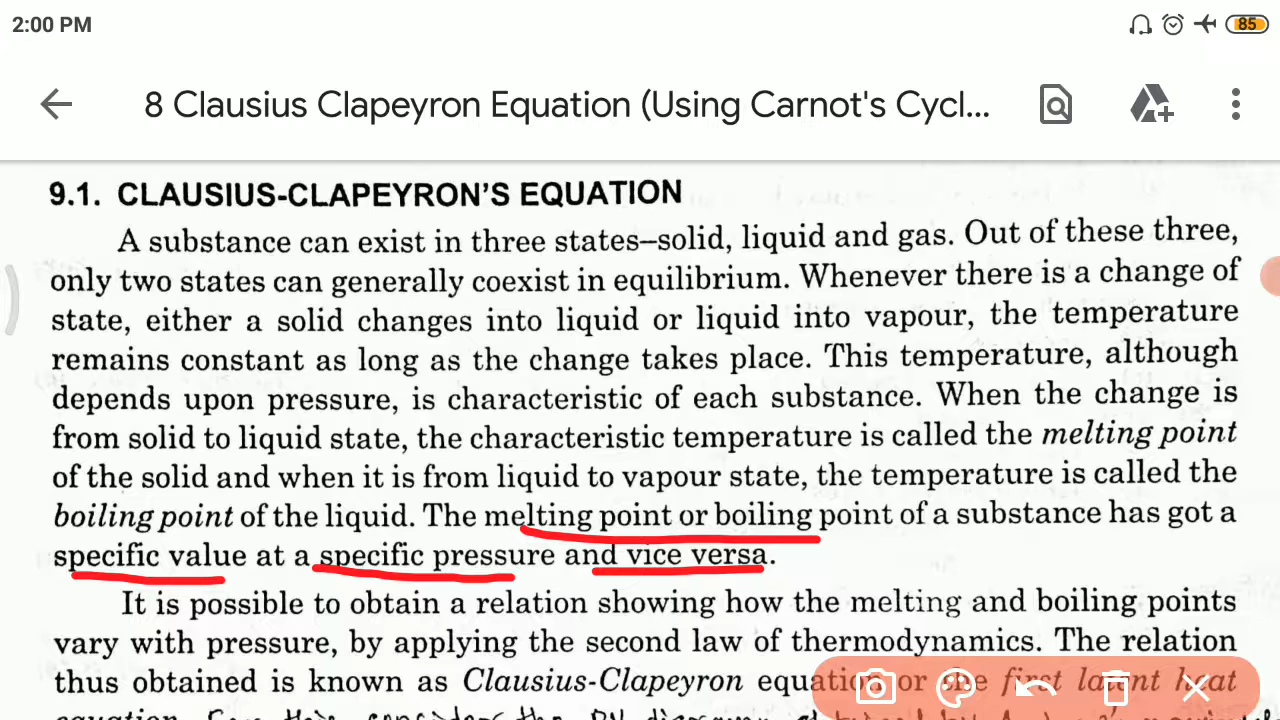 2:00 PM
85
8 Clausius Clapeyron Equation (Using Carnot's Cycl...
9.1. CLAUSIUS-CLAPEYRON'S EQUATION
A substance can exist in three states–solid, liquid and gas. Out of these three,
only two states can generally coexist in equilibrium. Whenever there is a change of
state, either a solid changes into liquid or liquid into vapour, the temperature
remains constant as long as the change takes place. This temperature, although
depends upon pressure, is characteristic of each substance. When the change is
from solid to liquid state, the characteristic temperature is called the melting point
of the solid and when it is from liquid to vapour state, the temperature is called the
boiling point of the liquid. The melting point or boiling point of a substance has got a
specific value at a specific pressure and vice versa.
It is possible to obtain a relation showing how the melting and boiling points
vary with pressure, by applying the second law of thermodynamics. The relation
thus obtained is known as Clausius-Clapeyron equation or the first latent heat